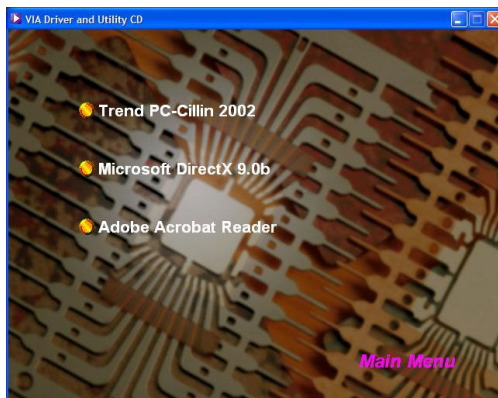 VIA Driver and Utility CD
Trend PC-Cillin 2002
Microsoft DirectX 9.0b
Adobe Acrobat Reader
Main Menu